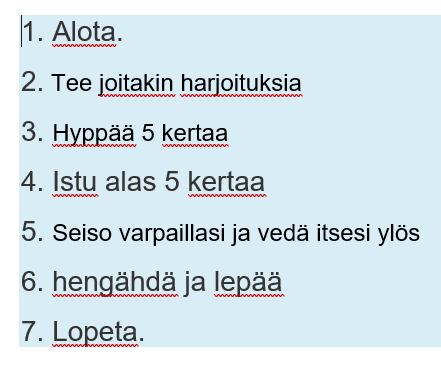 1. Alota.
2. Tee joitakin harjoituksia
3. Hyppää 5 kertaa
4. Istu alas 5 kertaa
5. Seiso varpaillasi ja vedä itsesi ylös
6. hengähdä ja lepää
7. Lopeta.